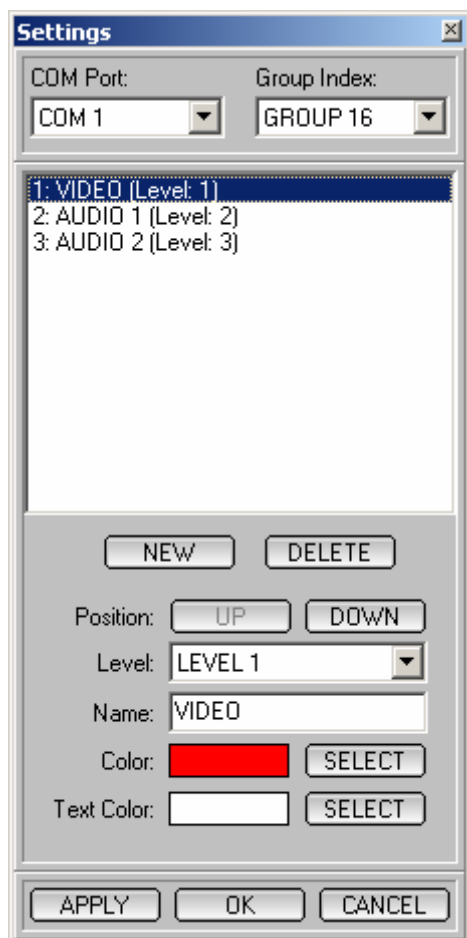 Settings
COM Port: Group Index:
COM 1 GROUP 16
1: VIDEO (Level: 1)
2: AUDIO 1 (Level: 2)
3: AUDIO 2 (Level: 3)
NEW DELETE
Position: UP DOWN
Level: LEVEL 1
Name: VIDEO
Color: SELECT
Text Color: SELECT
APPLY OK CANCEL